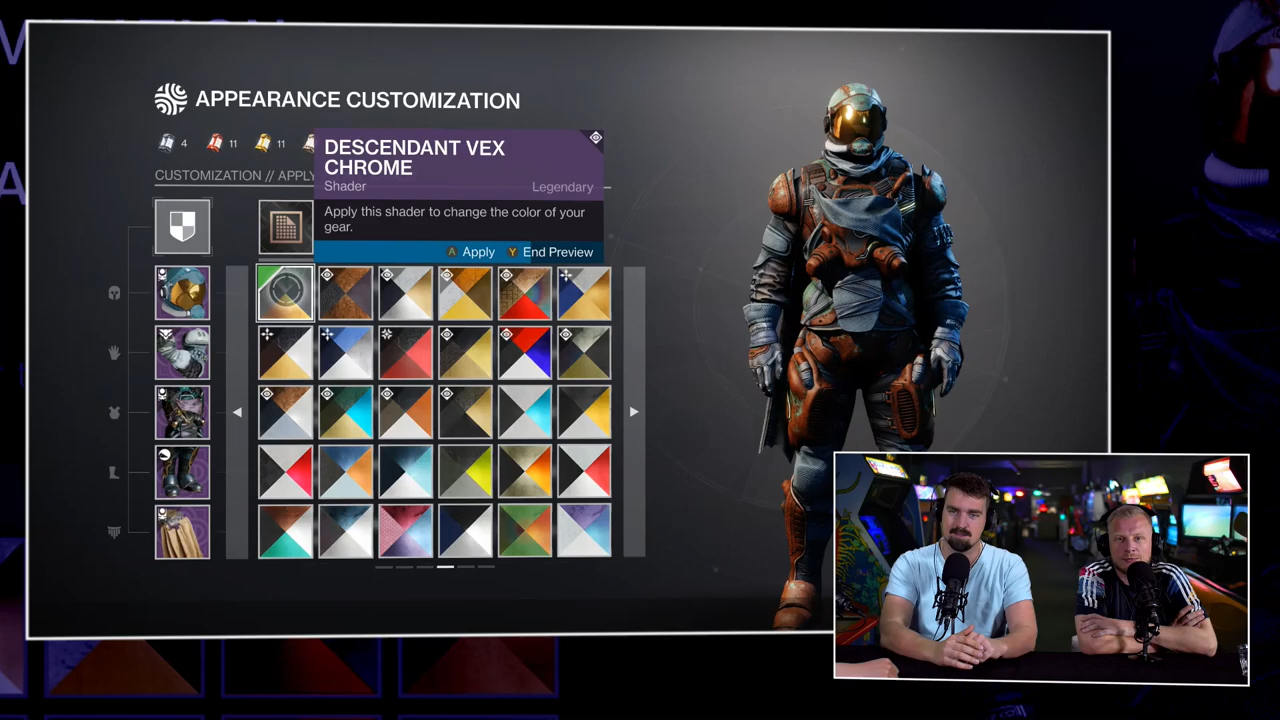 APPEARANCE CUSTOMIZATION
4 11 11
CUSTOMIZATION // APPLY
DESCENDANT VEX
CHROME
Shader Legendary
Apply this shader to change the color of your
gear.
A Apply Y End Preview